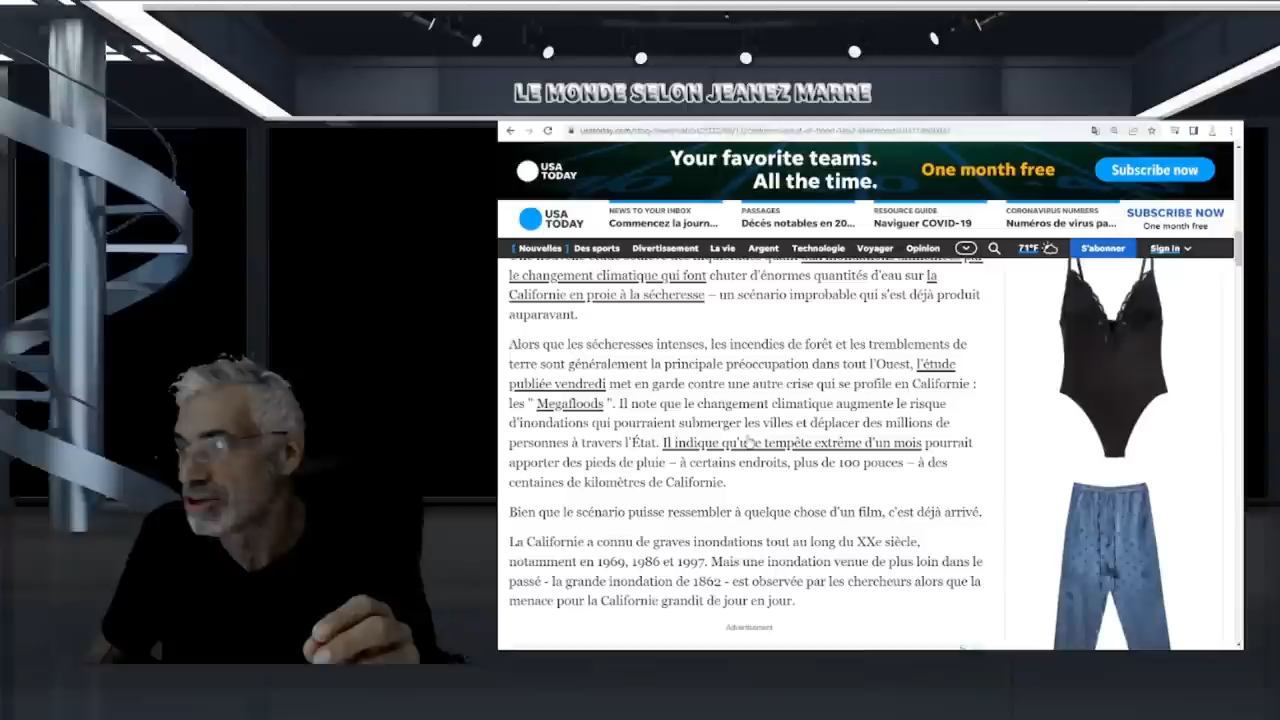 LE MONDE SELON JEANEZ MARRE
USA
TODAY
Your favorite teams.
All the time.
One month free
Subscribe now
USA
TODAY
NEWS TO YOUR INBOX
Commencez la journ...
PASSAGES
Décès notables en 20...
RESOURCE GUIDE
Naviguer COVID-19
CORONAVIRUS NUMBERS
Numéros de virus pa...
SUBSCRIBE NOW
One month free
Nouvelles Des sports Divertissement La vie Argent Technologie Voyager Opinion 71°F S'abonner Sign in
le changement climatique qui font chuter d'énormes quantités d'eau sur la
Californie en proie à la sécheresse – un scénario improbable qui s'est déjà produit
auparavant.
Alors que les sécheresses intenses, les incendies de forêt et les tremblements de
terre sont généralement la principale préoccupation dans tout l'Ouest, l'étude
publiée vendredi met en garde contre une autre crise qui se profile en Californie :
les " Megafloods ". Il note que le changement climatique augmente le risque
d'inondations qui pourraient submerger les villes et déplacer des millions de
personnes à travers l'État. Il indique qu'une tempête extrême d'un mois pourrait
apporter des pieds de pluie – à certains endroits, plus de 100 pouces – à des
centaines de kilomètres de Californie.
Bien que le scénario puisse ressembler à quelque chose d'un film, c'est déjà arrivé.
La Californie a connu de graves inondations tout au long du XXe siècle,
notamment en 1969, 1986 et 1997. Mais une inondation venue de plus loin dans le
passé - la grande inondation de 1862 - est observée par les chercheurs alors que la
menace pour la Californie grandit de jour en jour.
Advertisement